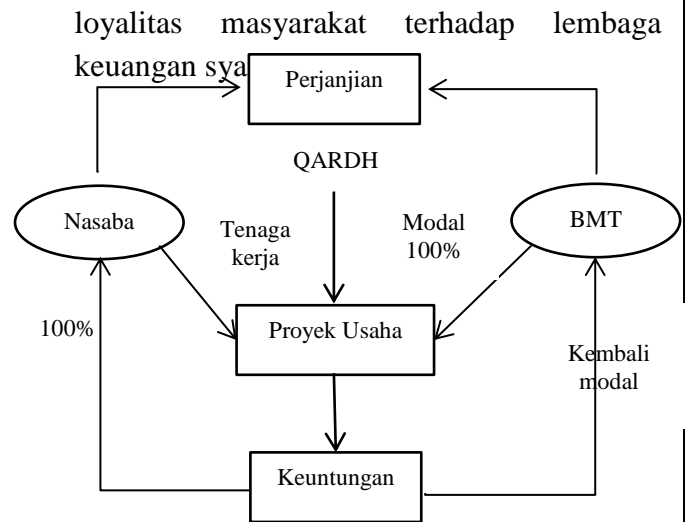 loyalitas masyarakat terhadap lembaga
keuangan sya
Perjanjian
QARDH
Nasaba
Tenaga
kerja
Modal
100%
BMT
100%
Proyek Usaha
Kembali
modal
Keuntungan